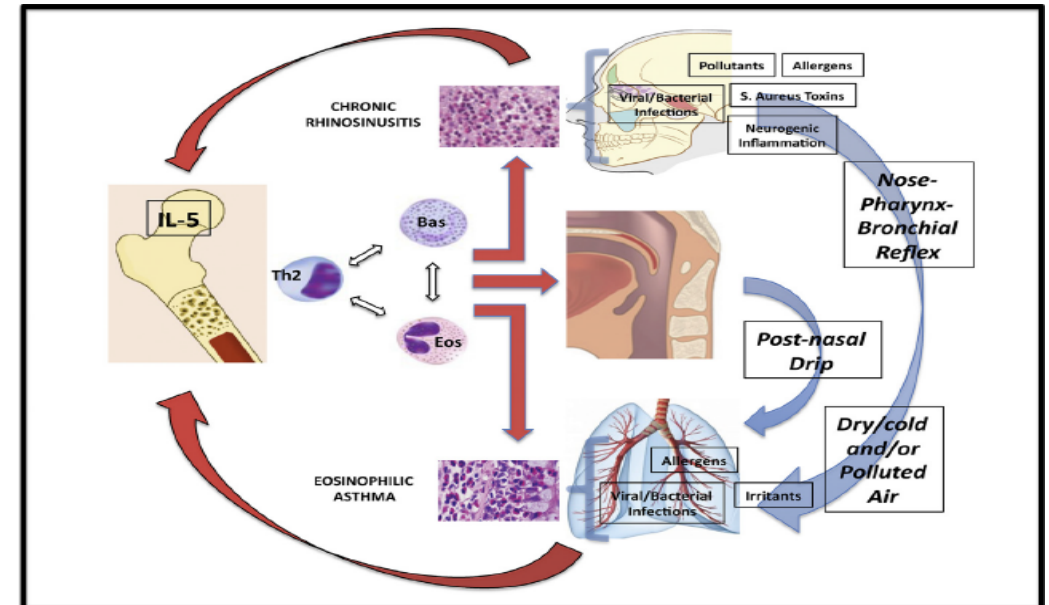 Pollutants
Allergens
Viral/Bacterial
Infections
S. Aureus Toxins
Neurogenic
Inflammation
CHRONIC
RHINOSINUSITIS
Nose-
Pharynx-
Bronchial
Reflex
IL-5
Bas
Th2
Eos
Post-nasal
Drip
Dry/cold
and/or
Polluted
Air
EOSINOPHILIC
ASTHMA
Allergens
Viral/Bacterial
Infections
Irritants